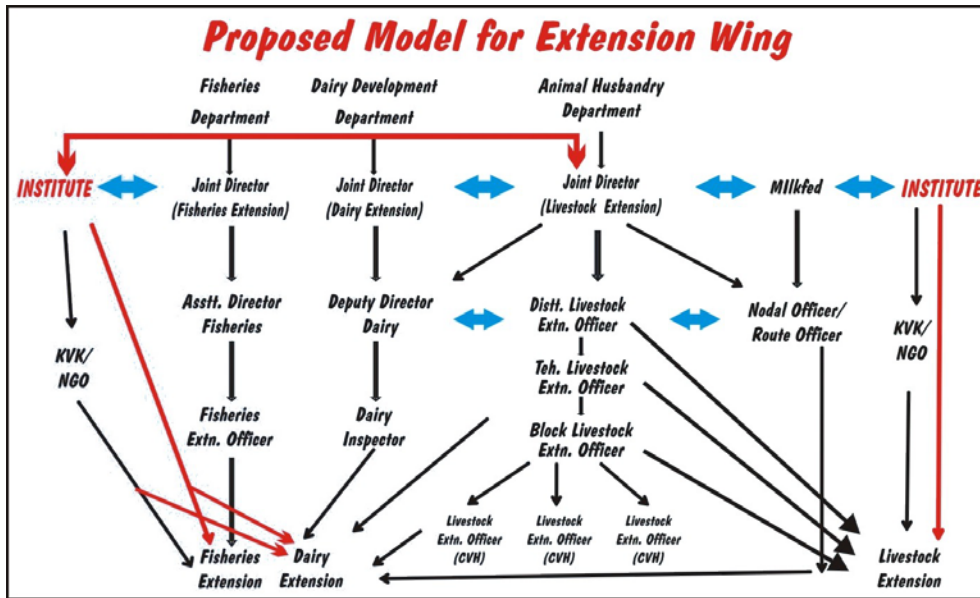 Proposed Model for Extension Wing
Fisheries
Department
Dairy Development
Department
Animal Husbandry
Department
INSTITUTE
Joint Director
(Fisheries Extension)
Joint Director
(Dairy Extension)
Joint Director
(Livestock Extension)
MIlkfed
INSTITUTE
Asstt. Director
Fisheries
Deputy Director
Dairy
Distt. Livestock
Extn. Officer
Nodal Officer/
Route Officer
KVK/
NGO
KVK/
NGO
Teh. Livestock
Extn. Officer
Fisheries
Extn. Officer
Dairy
Inspector
Block Livestock
Extn. Officer
Livestock
Extn. Officer
(CVH)
Livestock
Extn. Officer
(CVH)
Livestock
Extn. Officer
(CVH)
Fisheries
Extension
Dairy
Extension
Livestock
Extension